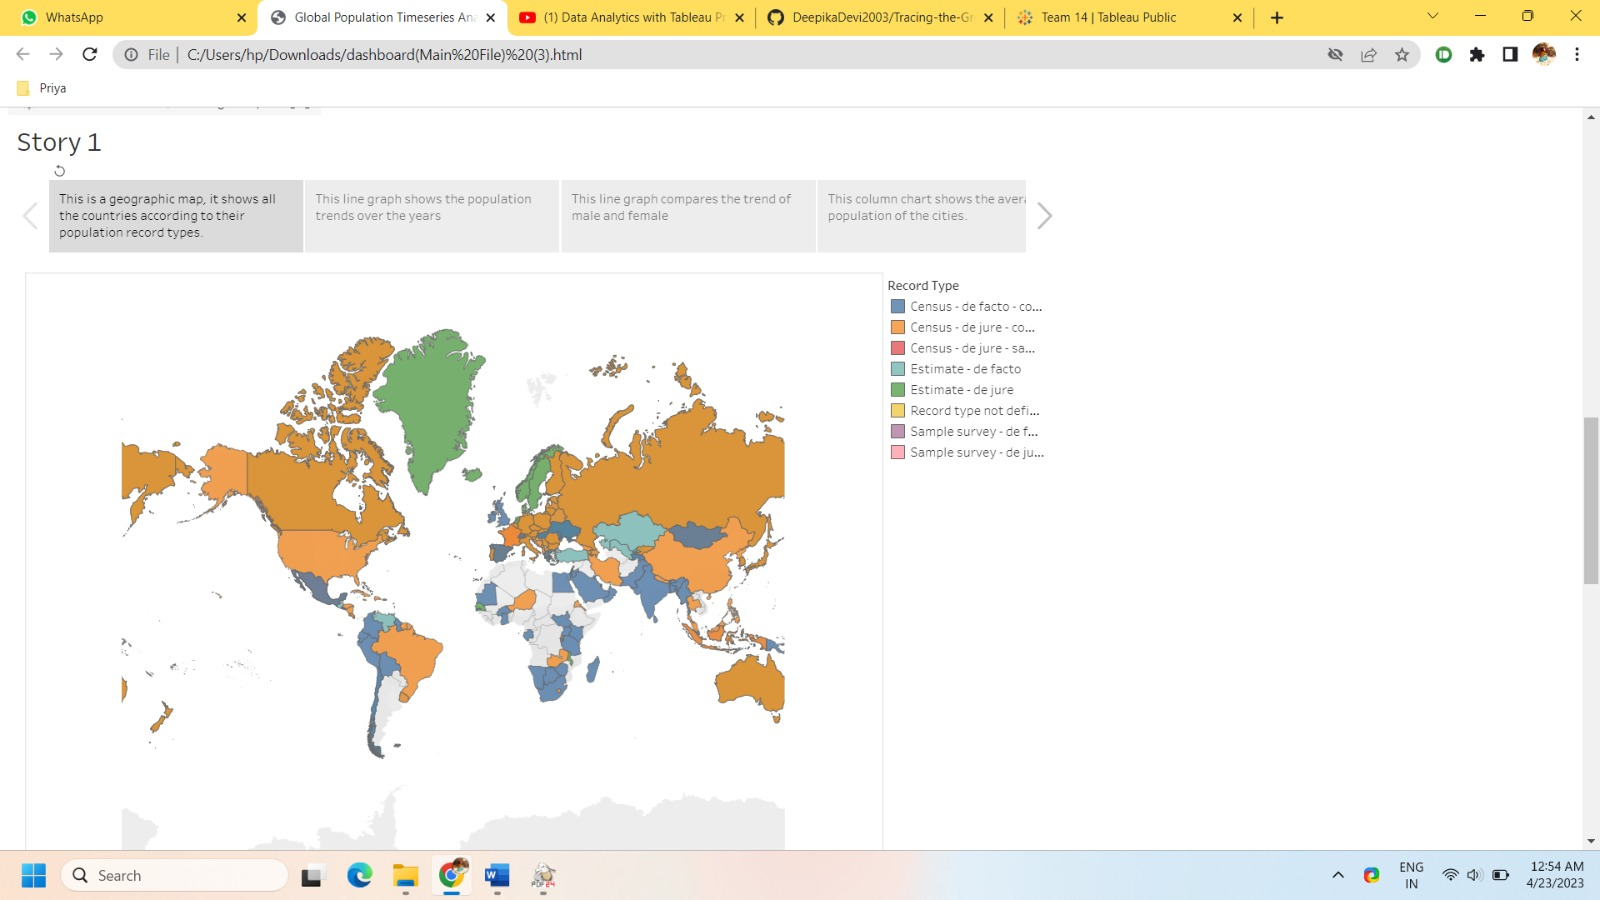 WhatsApp
Global Population Timeseries Ana
(1) Data Analytics with Tableau Pr
DeepikaDevi2003/Tracing-the-Gr
Team 14 | Tableau Public
File
C:/Users/hp/Downloads/dashboard(Main%20File)%20(3).html
Priya
Story 1
This is a geographic map, it shows all
the countries according to their
population record types.
This line graph shows the population
trends over the years
This line graph compares the trend of
male and female
This column chart shows the avera
population of the cities.
Record Type
Census - de facto - co...
Census - de jure - co...
Census - de jure - sa...
Estimate - de facto
Estimate - de jure
Record type not defi...
Sample survey - de f...
Sample survey - de ju...
Search
PDF24
ENG
IN
12:54 AM
4/23/2023